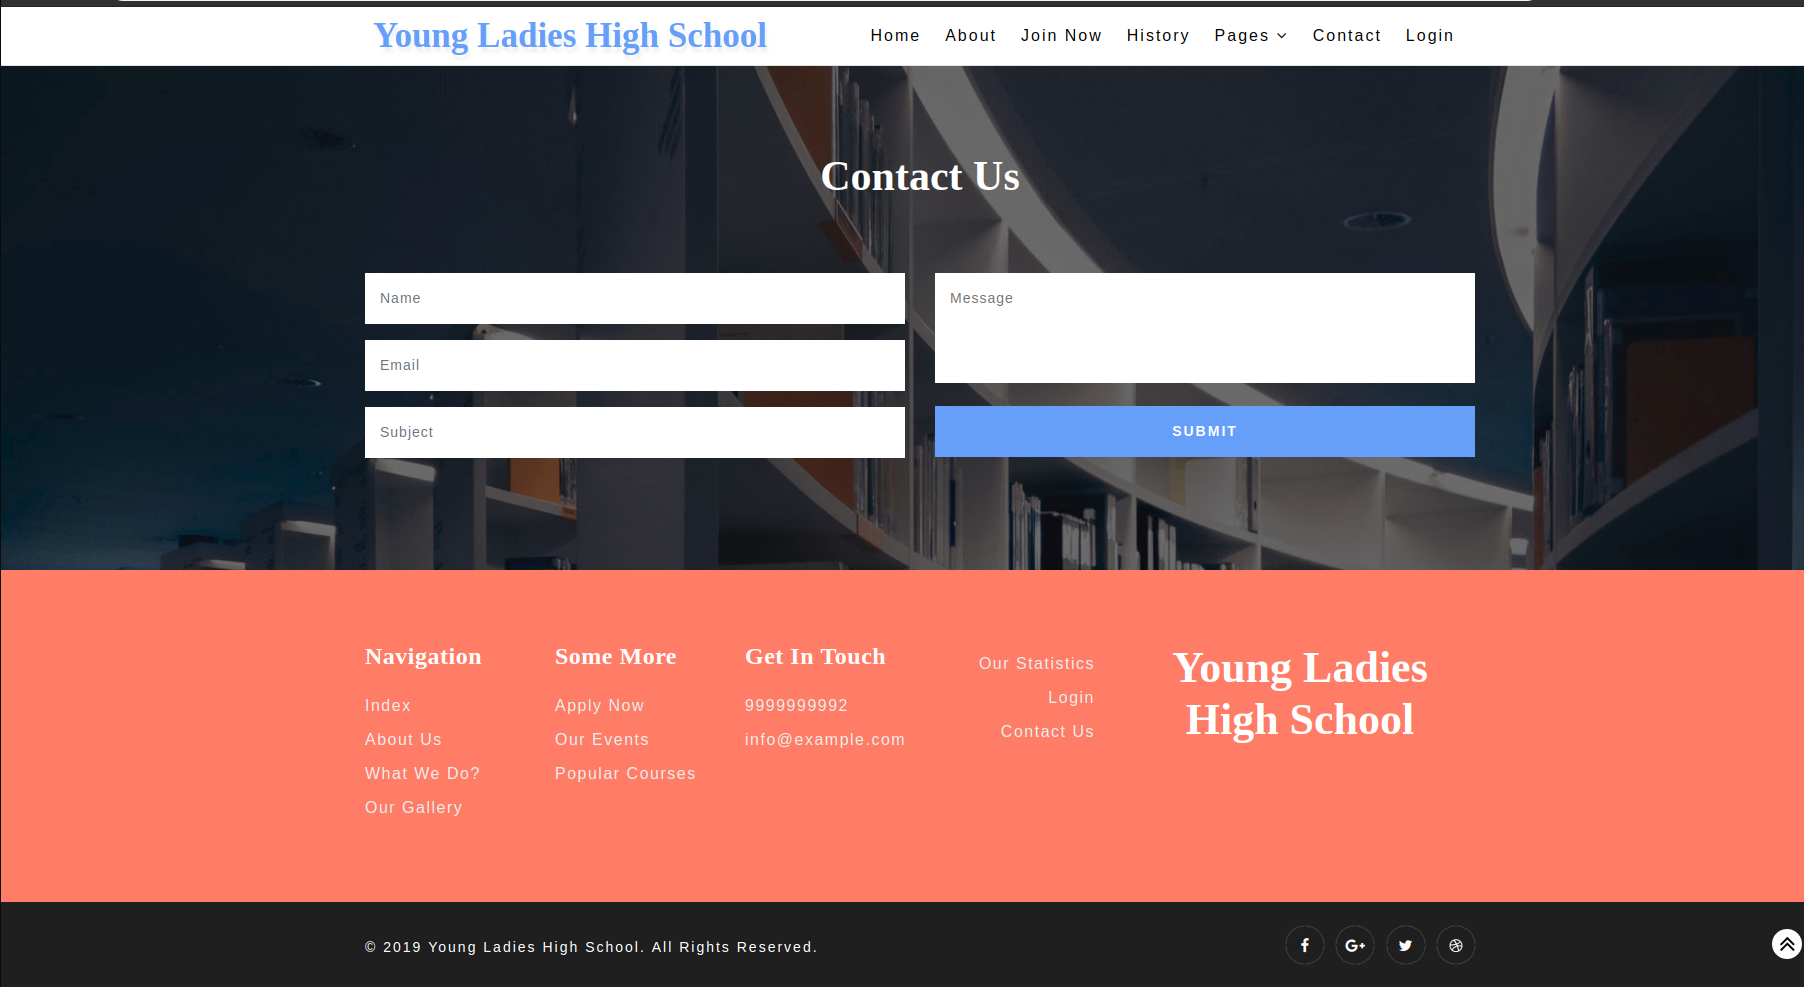 Young Ladies High School
Home About Join Now History Pages Contact Login
Contact Us
Name
Email
Subject
Message
SUBMIT
Navigation
Index
About Us
What We Do?
Our Gallery
Some More
Apply Now
Our Events
Popular Courses
Get In Touch
9999999992
info@example.com
Our Statistics
Login
Contact Us
Young Ladies
High School
© 2019 Young Ladies High School. All Rights Reserved.